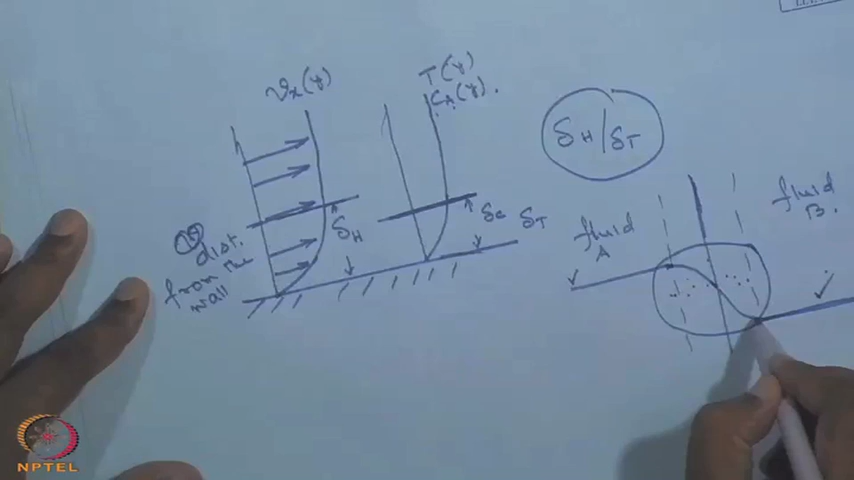 vx(y)
T(y)
CA(y).
δH/δT
(y)
dist.
from the
wall
δH
δC δT
fluid
A
fluid
B.
NPTEL